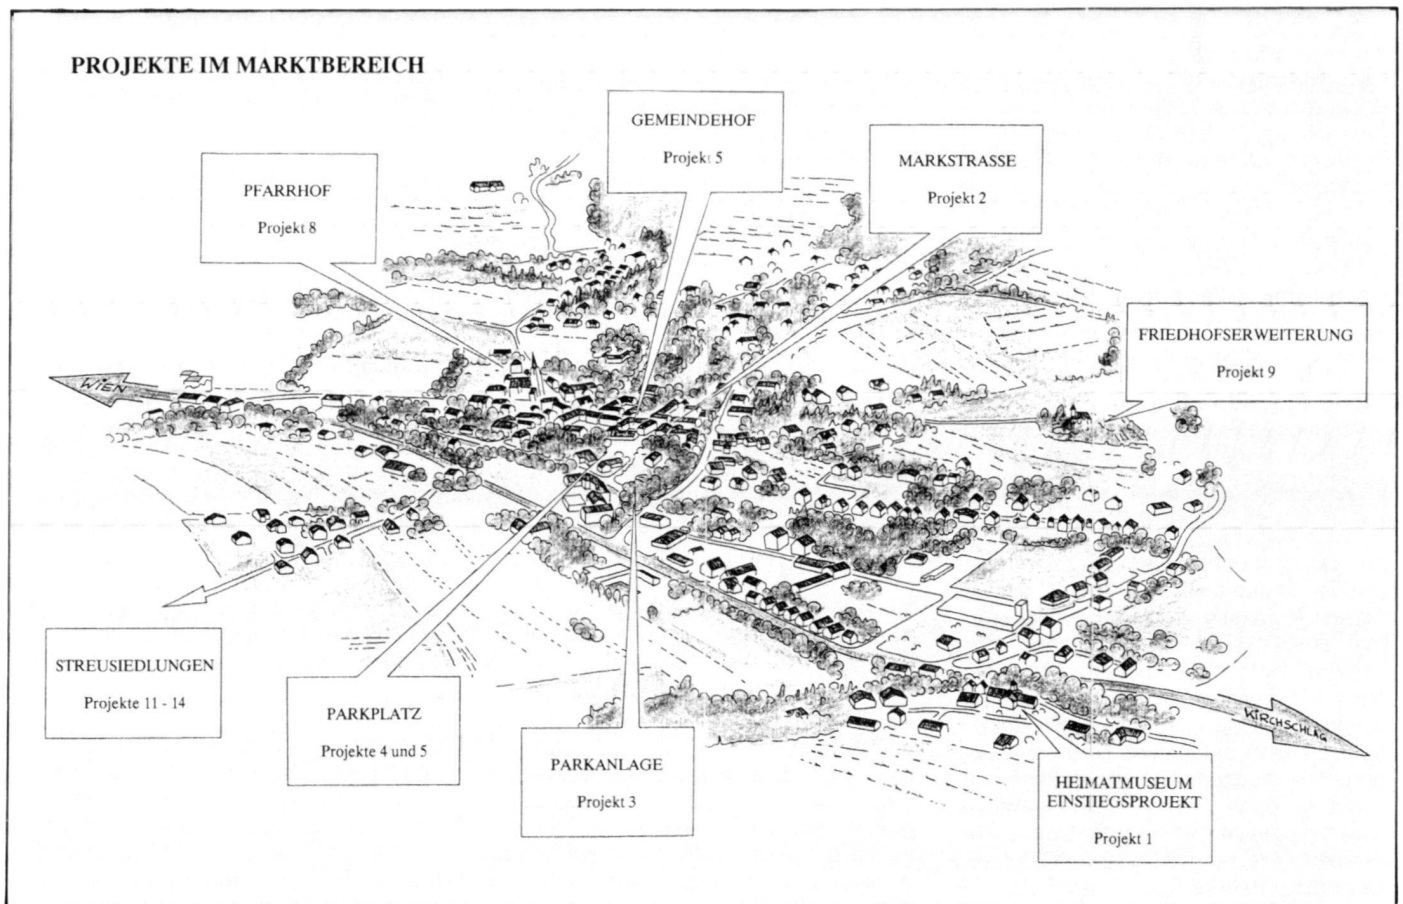 PROJEKTE IM MARKTBEREICH
GEMEINDEHOF
Projekt 5
MARKSTRASSE
Projekt 2
PFARRHOF
Projekt 8
FRIEDHOFSERWEITERUNG
Projekt 9
WIEN
STREUSIEDLUNGEN
Projekte 11 - 14
PARKPLATZ
Projekte 4 und 5
PARKANLAGE
Projekt 3
KIRCHSCHLAG
HEIMATMUSEUM
EINSTIEGSPROJEKT
Projekt 1